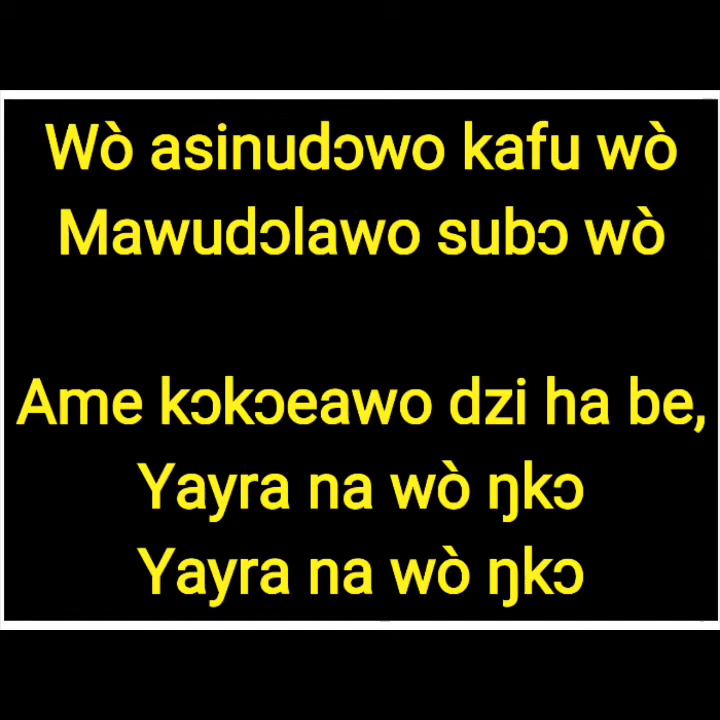 Wò asinudɔwo kafu wò
Mawudɔlawo subɔ wò
Ame kɔkɔeawo dzi ha be,
Yayra na wò ŋkɔ
Yayra na wò ŋkɔ